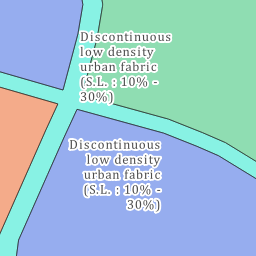 Discontinuous
low density
urban fabric
(S.L. : 10% -
30%)
Discontinuous
low density
urban fabric
(S.L. : 10% -
30%)